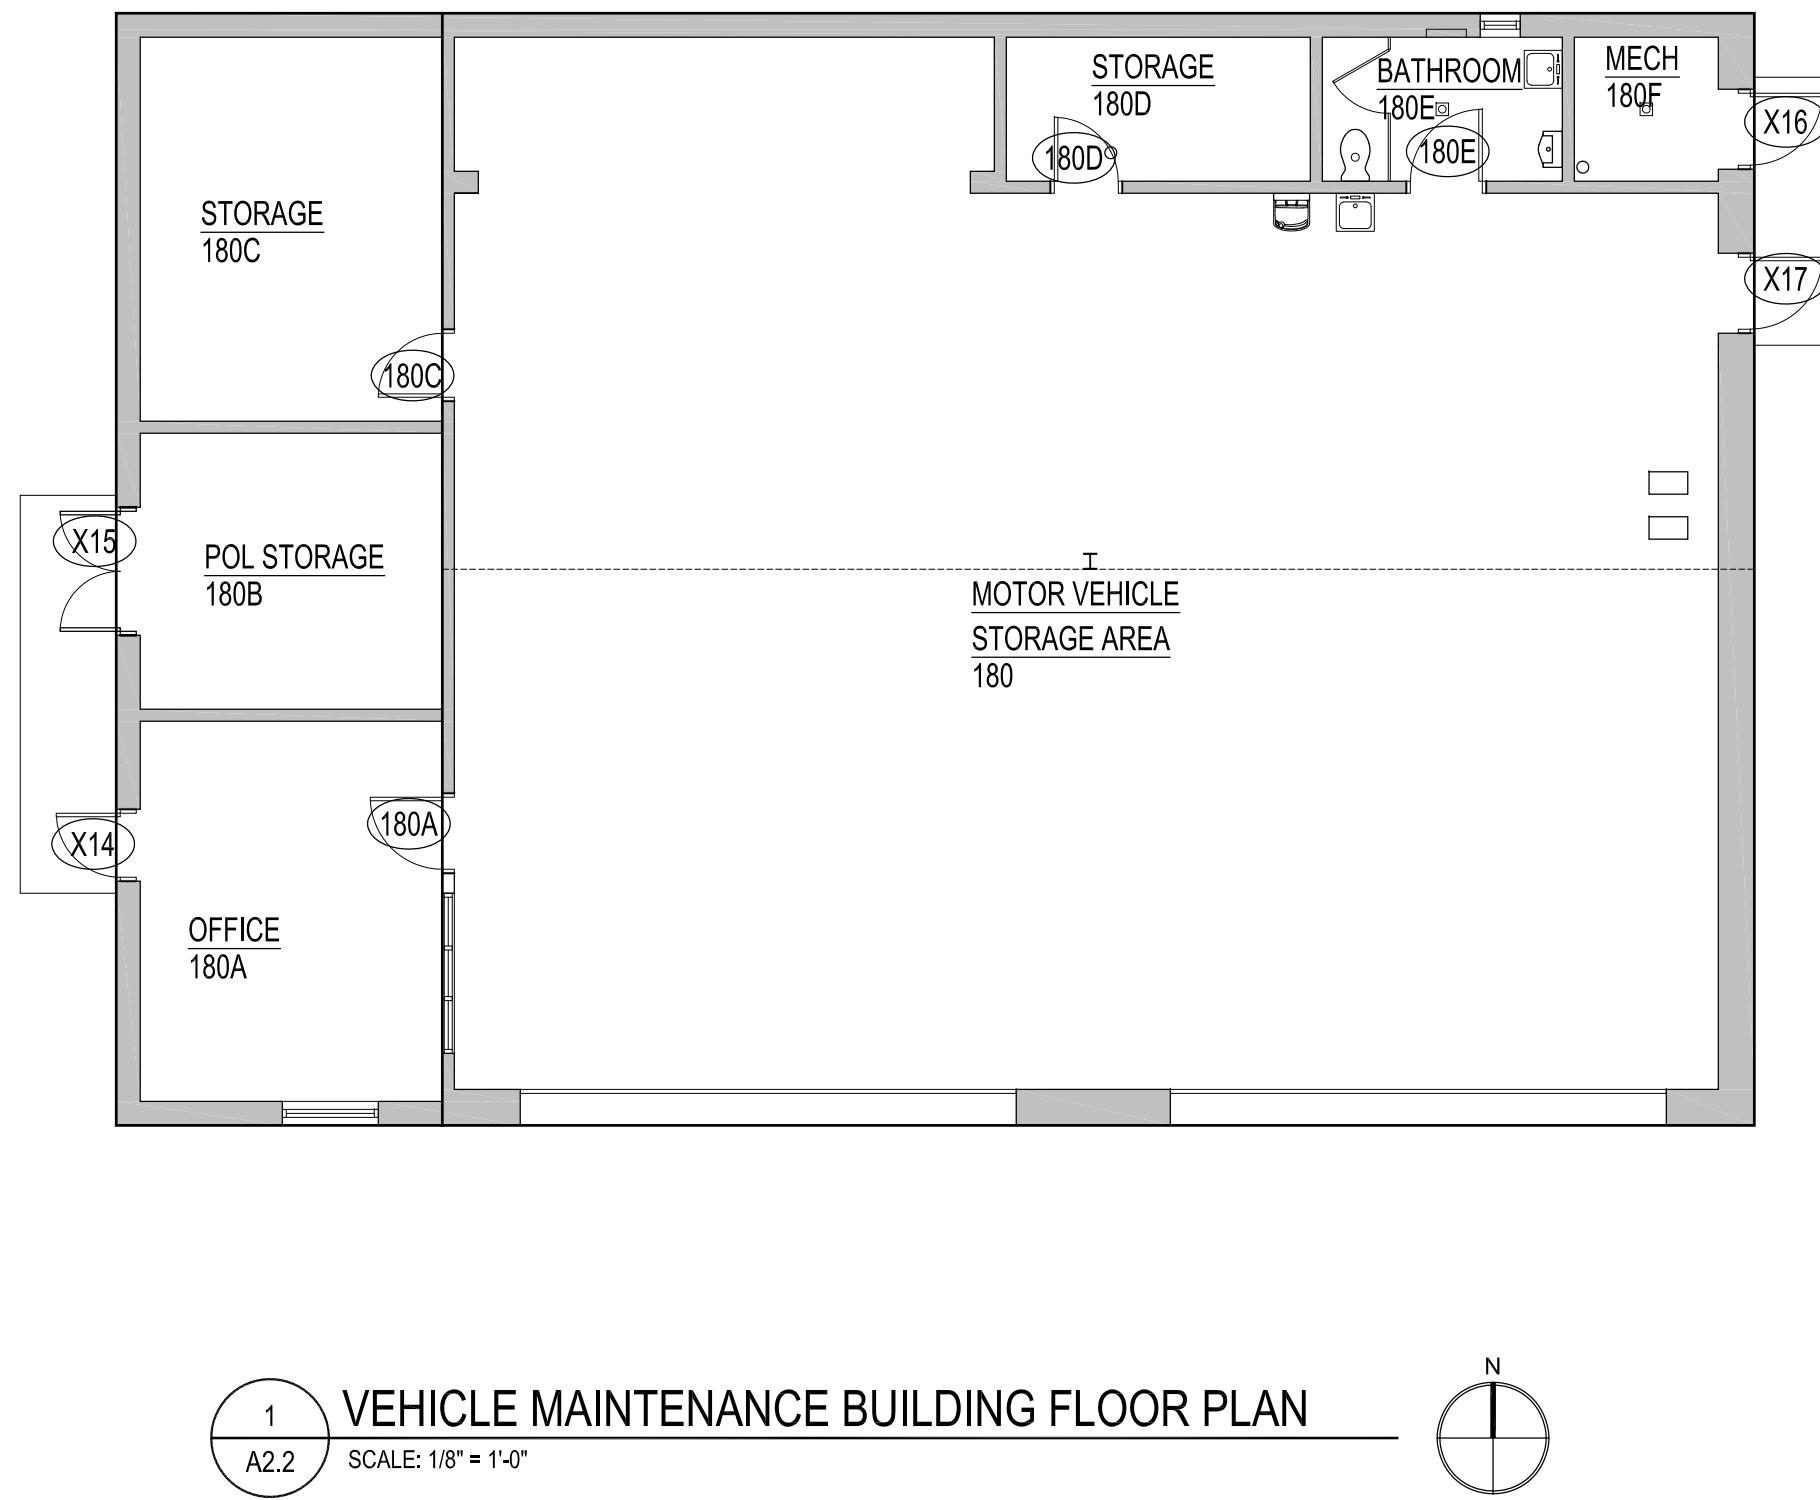 STORAGE
180D
BATHROOM
180E
MECH
180F
X16
180D
180E
STORAGE
180C
X17
180C
X15
POL STORAGE
180B
MOTOR VEHICLE
STORAGE AREA
180
X14
180A
OFFICE
180A
N
1
A2.2
VEHICLE MAINTENANCE BUILDING FLOOR PLAN
SCALE: 1/8" = 1'-0"